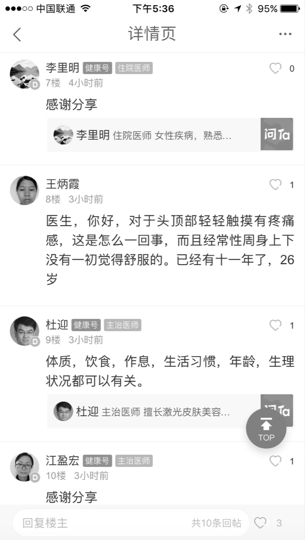 中国联通 下午5:36 95%
详情页
李里明 健康号 住院医师 0
7楼 4小时前
感谢分享
李里明 住院医师 女性疾病，熟悉... 问Ta
王炳霞 1
8楼 3小时前
医生，你好，对于头顶部轻轻触摸有疼痛
感，这是怎么一回事，而且经常性周身上下
没有一初觉得舒服的。已经有十一年了，26
岁
杜迎 健康号 主治医师 1
9楼 3小时前
体质，饮食，作息，生活习惯，年龄，生理
状况都可以有关。
杜迎 主治医师 擅长激光皮肤美容... 问Ta
TOP
江盈宏 健康号 主治医师 1
10楼 3小时前
感谢分享
回复楼主 共10条回帖 3